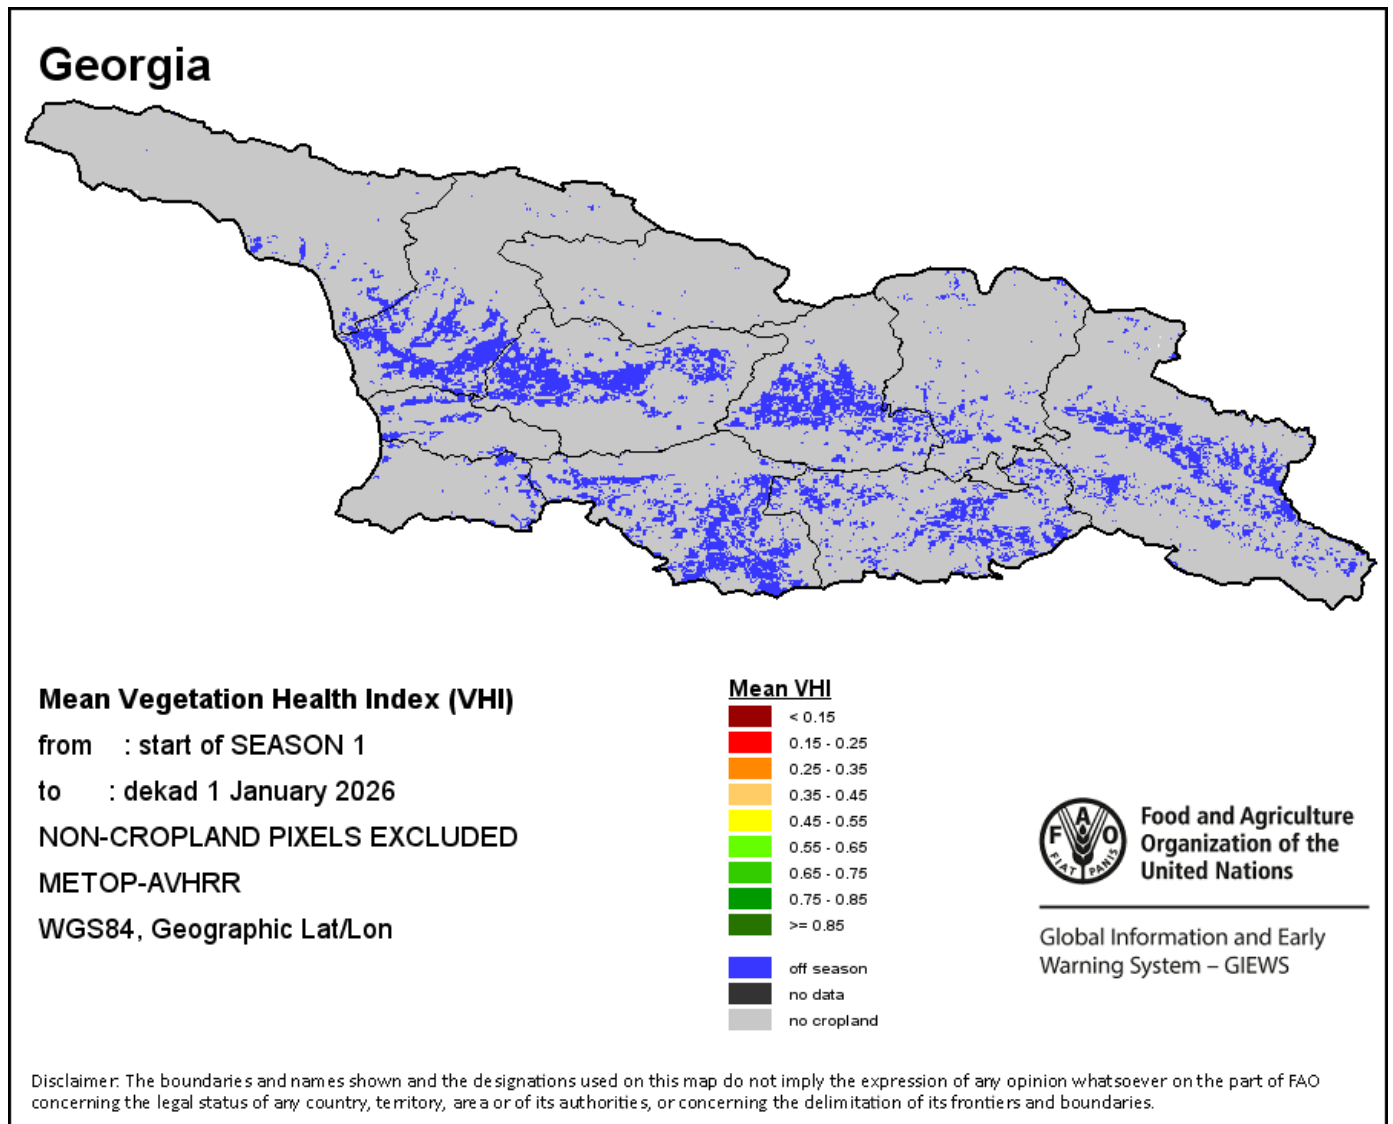 Georgia
Mean Vegetation Health Index (VHI)
from : start of SEASON 1
to : dekad 1 January 2026
NON-CROPLAND PIXELS EXCLUDED
METOP-AVHRR
WGS84, Geographic Lat/Lon
Mean VHI
< 0.15
0.15 - 0.25
0.25 - 0.35
0.35 - 0.45
0.45 - 0.55
0.55 - 0.65
0.65 - 0.75
0.75 - 0.85
>= 0.85
off season
no data
no cropland
F A O
FIAT PANIS
Food and Agriculture
Organization of the
United Nations
Global Information and Early
Warning System – GIEWS
Disclaimer: The boundaries and names shown and the designations used on this map do not imply the expression of any opinion whatsoever on the part of FAO
concerning the legal status of any country, territory, area or of its authorities, or concerning the delimitation of its frontiers and boundaries.